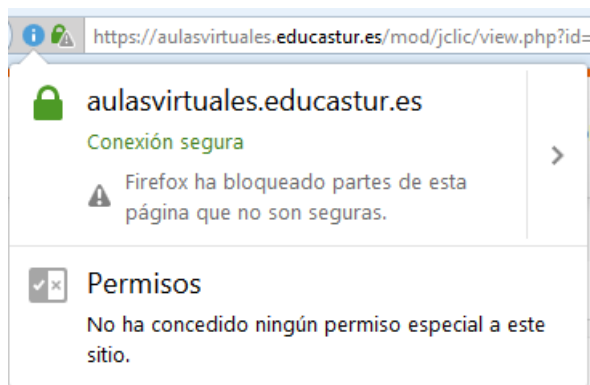 https://aulasvirtuales.educastur.es/mod/jclic/view.php?id=
aulasvirtuales.educastur.es
Conexión segura
Firefox ha bloqueado partes de esta
página que no son seguras.
Permisos
No ha concedido ningún permiso especial a este
sitio.